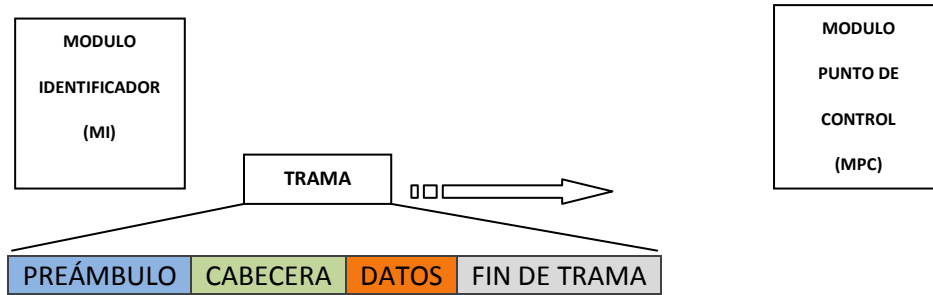 MODULO
IDENTIFICADOR
(MI)
MODULO
PUNTO DE
CONTROL
(MPC)
TRAMA
PREÁMBULO CABECERA DATOS FIN DE TRAMA